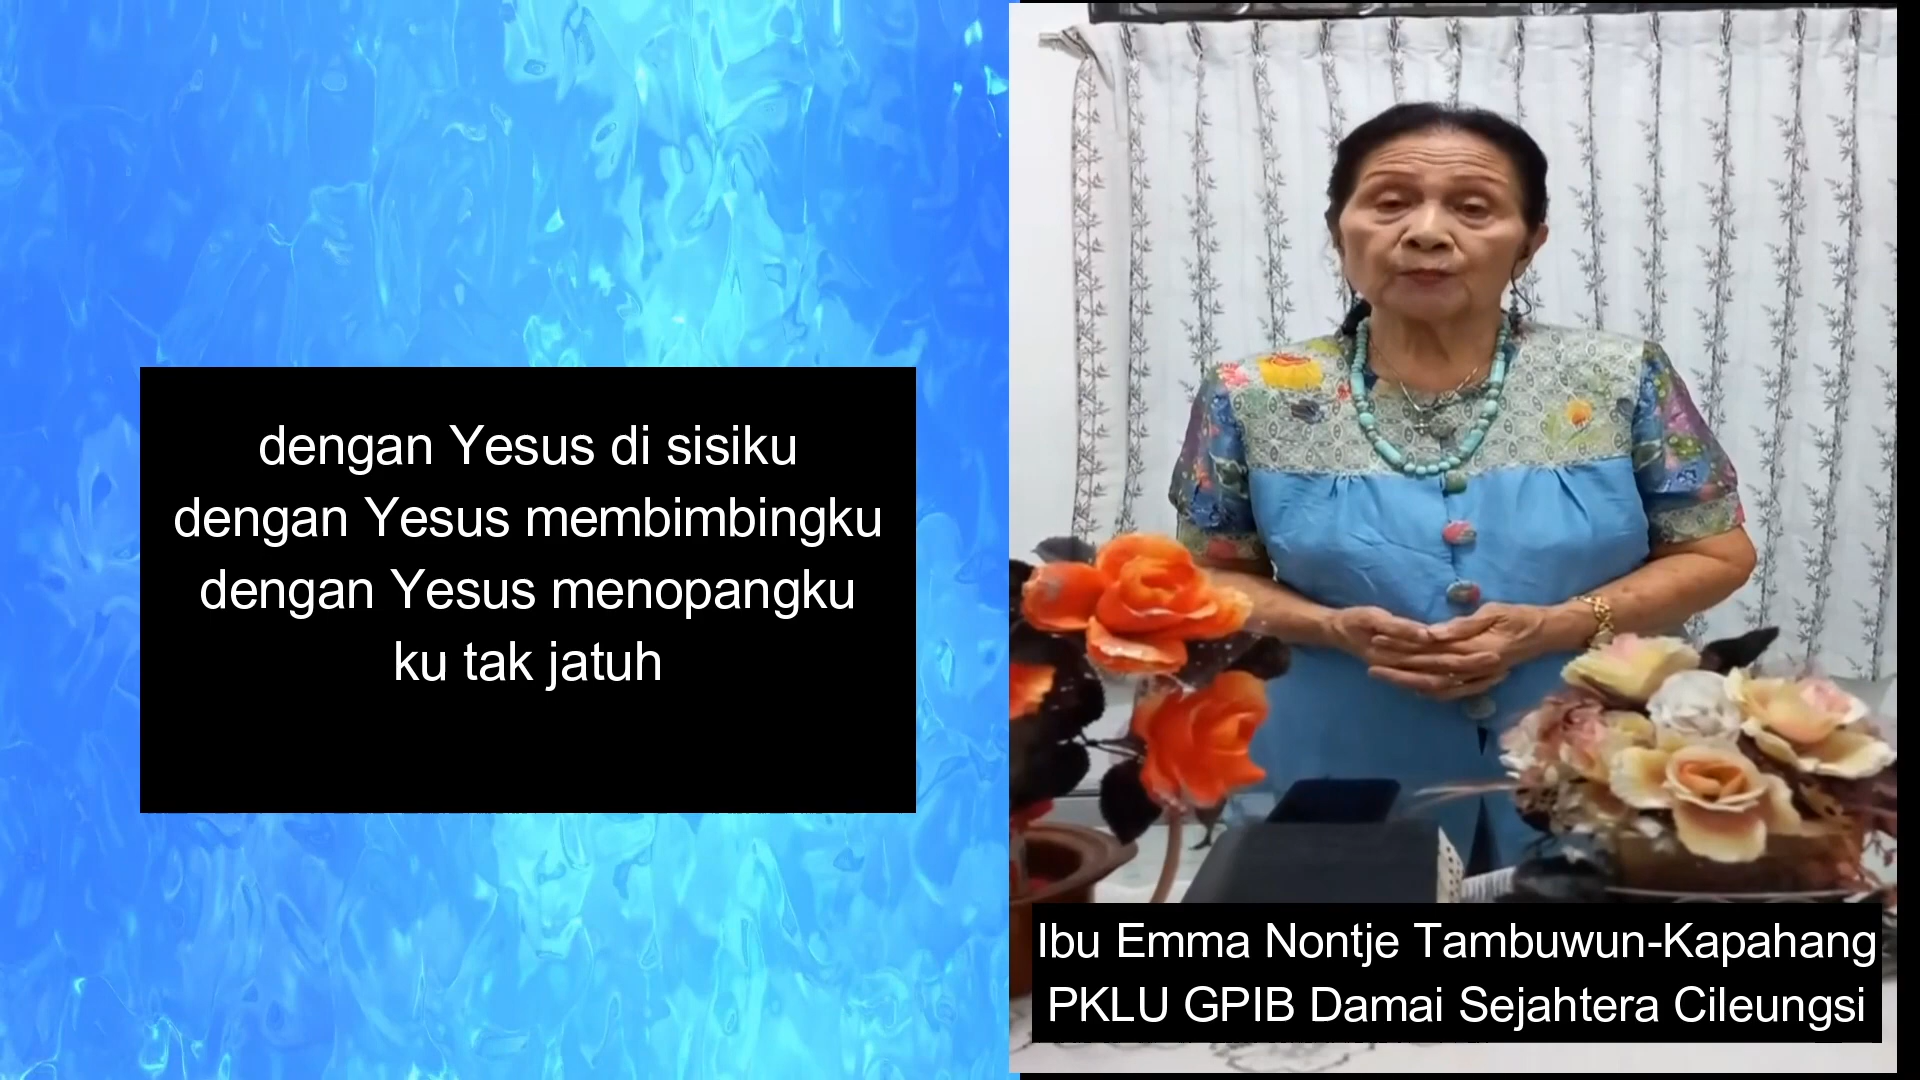 dengan Yesus di sisiku
dengan Yesus membimbingku
dengan Yesus menopangku
ku tak jatuh
Ibu Emma Nontje Tambuwun-Kapahang
PKLU GPIB Damai Sejahtera Cileungsi